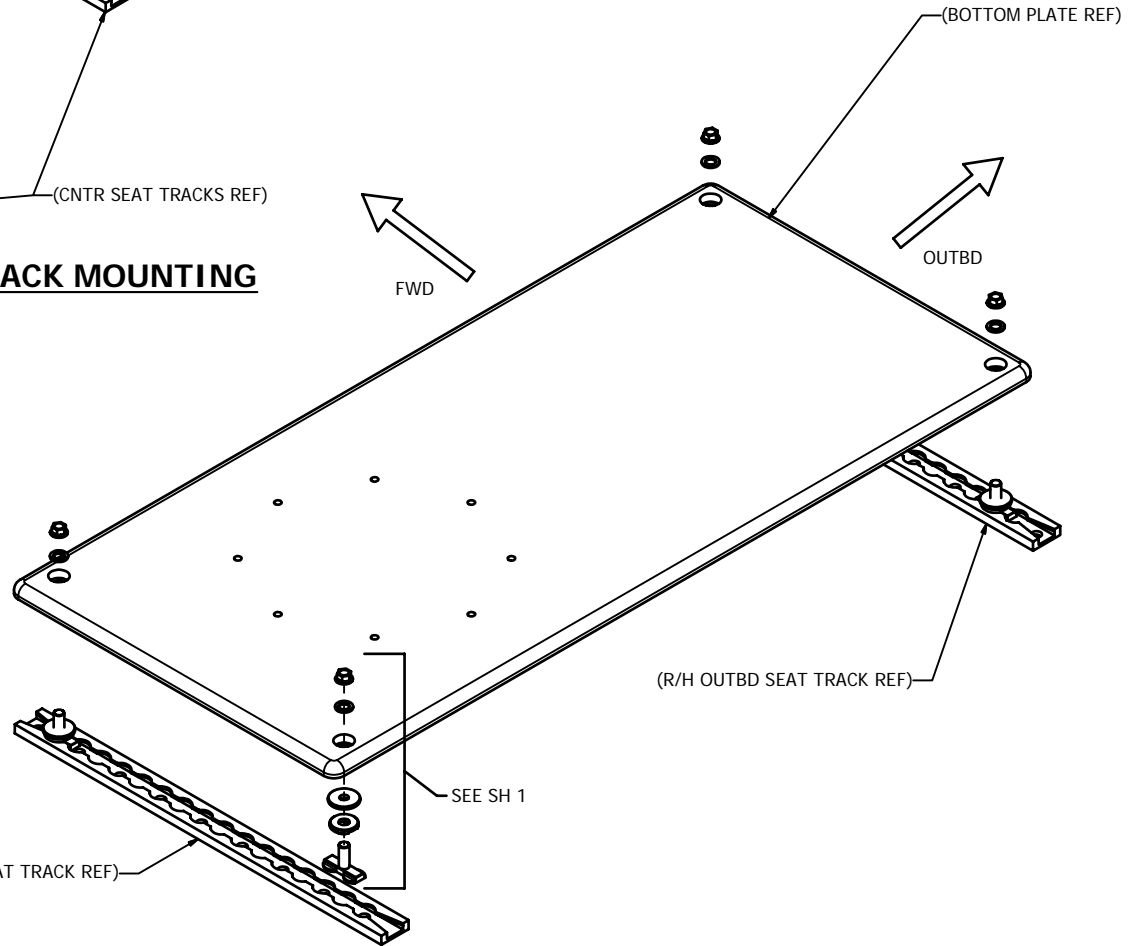 (BOTTOM PLATE REF)
(CNTR SEAT TRACKS REF)
ACK MOUNTING
FWD
OUTBD
(R/H OUTBD SEAT TRACK REF)
SEE SH 1
AT TRACK REF)